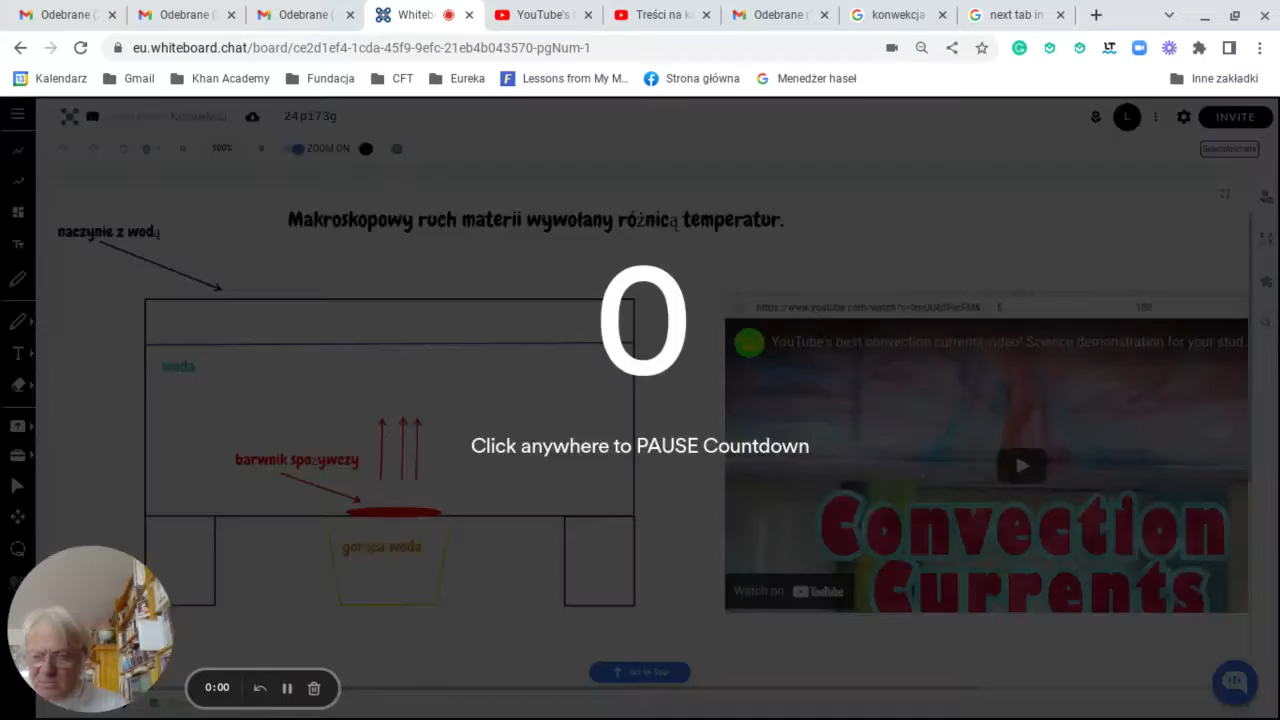 Odebrane (
Odebrane (
Odebrane (
Whiteb
YouTube's
Treści na k
Odebrane
konwekcja
next tab in
eu.whiteboard.chat/board/ce2d1ef4-1cda-45f9-9efc-21eb4b043570-pgNum-1
Kalendarz
Gmail
Khan Academy
Fundacja
CFT
Eureka
Lessons from My M...
Strona główna
Menedżer haseł
Inne zakładki
Konwekcja
24p173g
L
INVITE
100%
ZOOM ON
Makroskopowy ruch materii wywołany różnicą temperatur.
naczynie z wodą
0
woda
YouTube's best convection currents video! Science demonstration for your stud...
Click anywhere to PAUSE Countdown
barwnik spożywczy
Convection
Currents
gorąca woda
Watch on YouTube
Go to Top
0:00